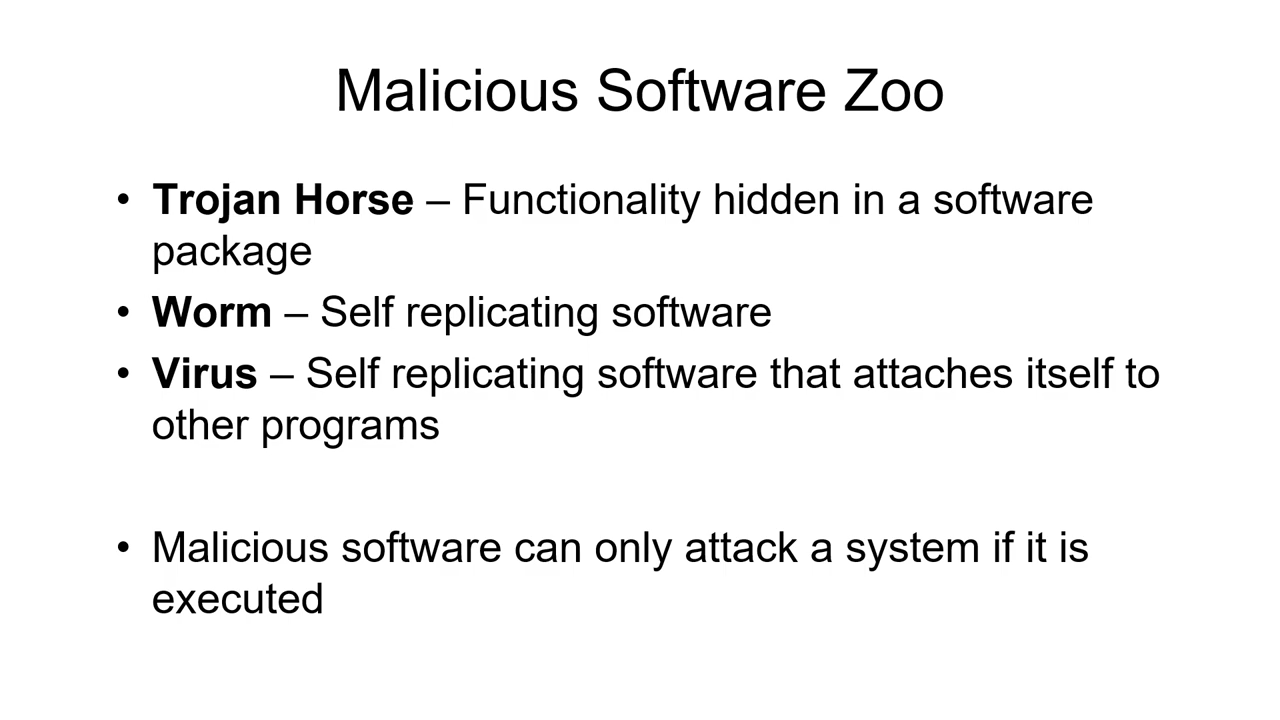 Malicious Software Zoo
• Trojan Horse – Functionality hidden in a software
package
• Worm – Self replicating software
• Virus – Self replicating software that attaches itself to
other programs
• Malicious software can only attack a system if it is
executed